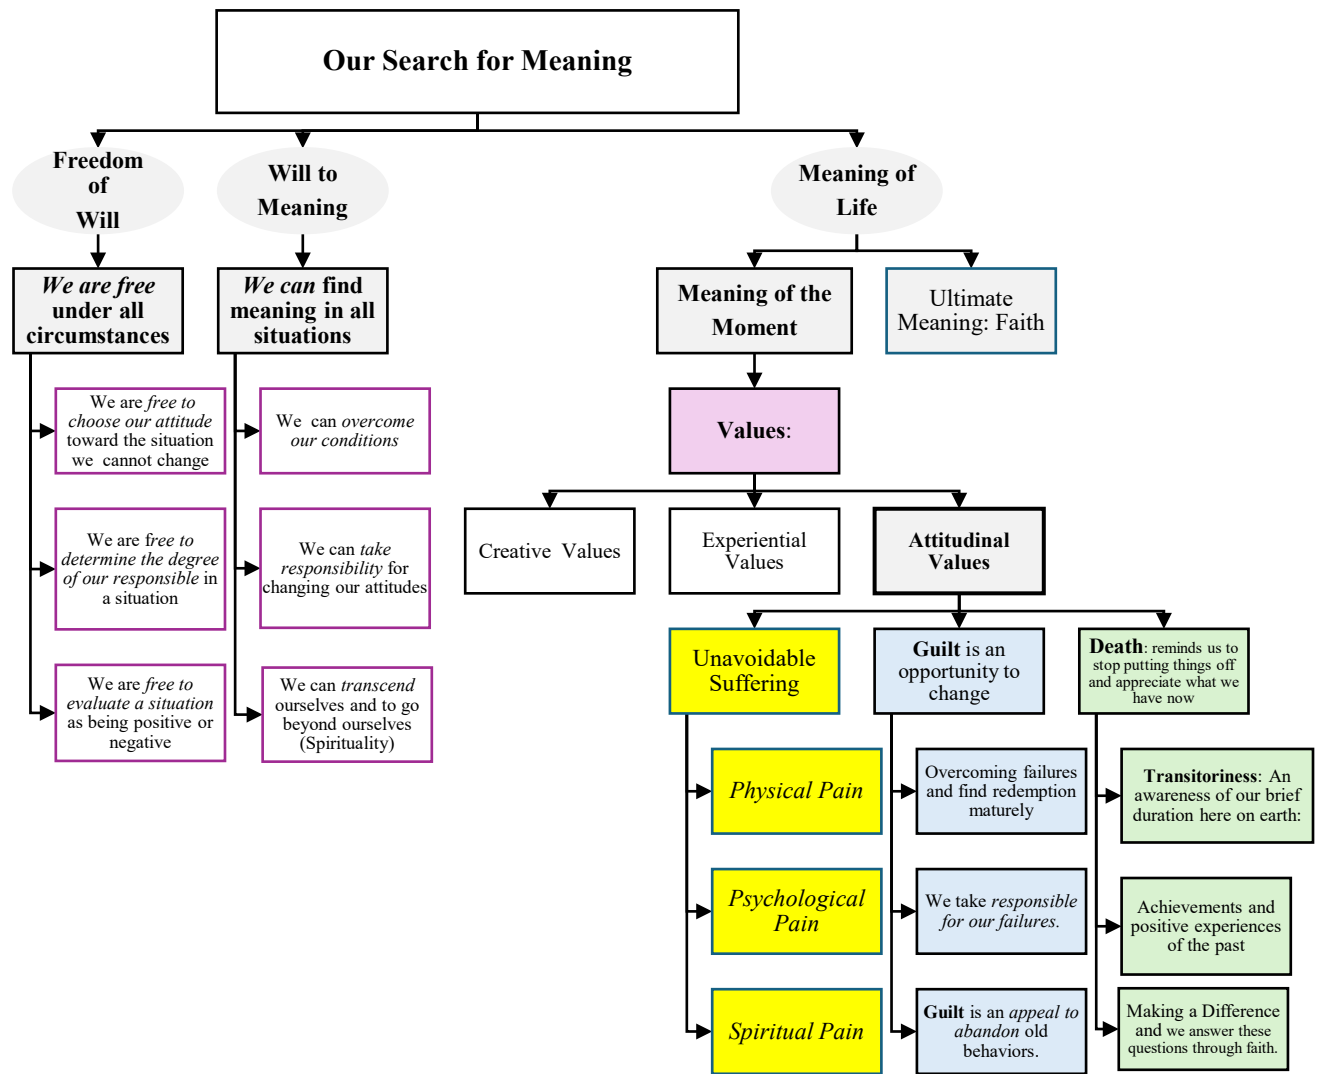 Our Search for Meaning
Freedom
of
Will
Will to
Meaning
Meaning of
Life
We are free
under all
circumstances
We can find
meaning in all
situations
Meaning of the
Moment
Ultimate
Meaning: Faith
We are free to
choose our attitude
toward the situation
we cannot change
We can overcome
our conditions
Values:
We are free to
determine the degree
of our responsible in
a situation
We can take
responsibility for
changing our attitudes
Creative Values
Experiential
Values
Attitudinal
Values
We are free to
evaluate a situation
as being positive or
negative
We can transcend
ourselves and to go
beyond ourselves
(Spirituality)
Unavoidable
Suffering
Guilt is an
opportunity to
change
Death: reminds us to
stop putting things off
and appreciate what we
have now
Physical Pain
Overcoming failures
and find redemption
maturely
Transitoriness: An
awareness of our brief
duration here on earth:
Psychological
Pain
We take responsible
for our failures.
Achievements and
positive experiences
of the past
Spiritual Pain
Guilt is an appeal to
abandon old
behaviors.
Making a Difference
and we answer these
questions through faith.